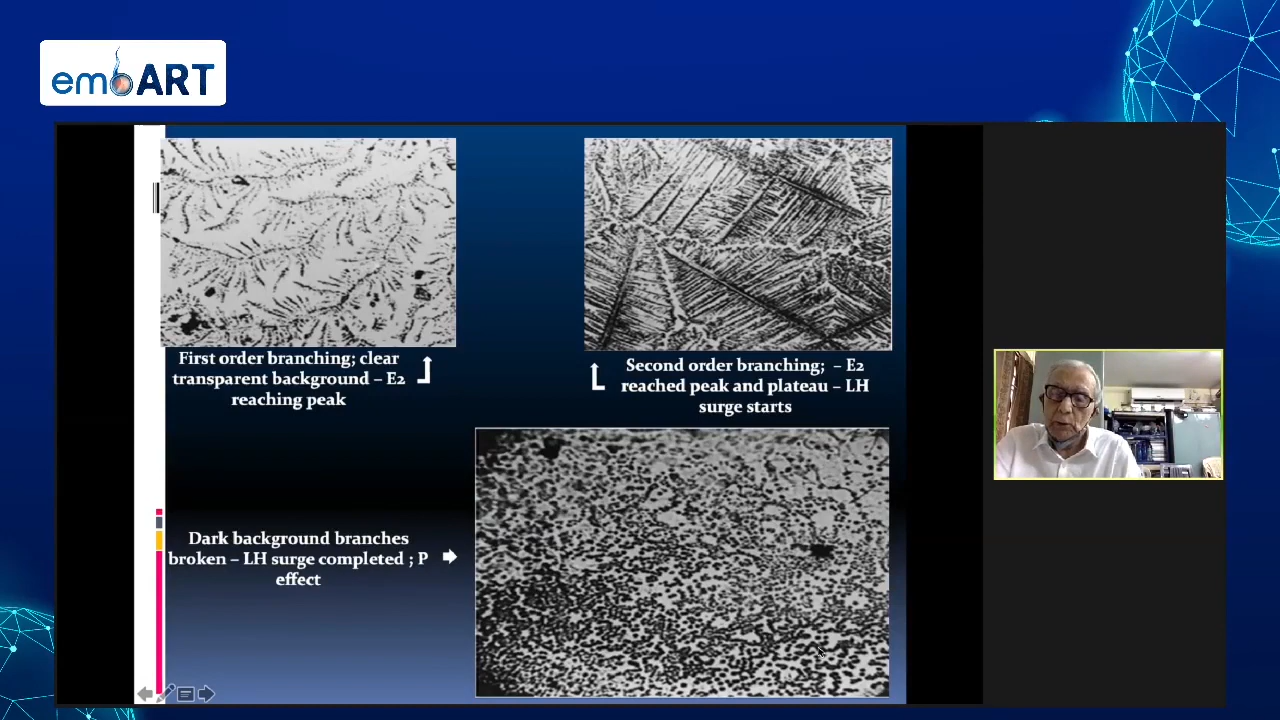 embART
First order branching; clear
transparent background – E2
reaching peak
Second order branching;  – E2
reached peak and plateau – LH
surge starts
Dark background branches
broken – LH surge completed ; P
effect